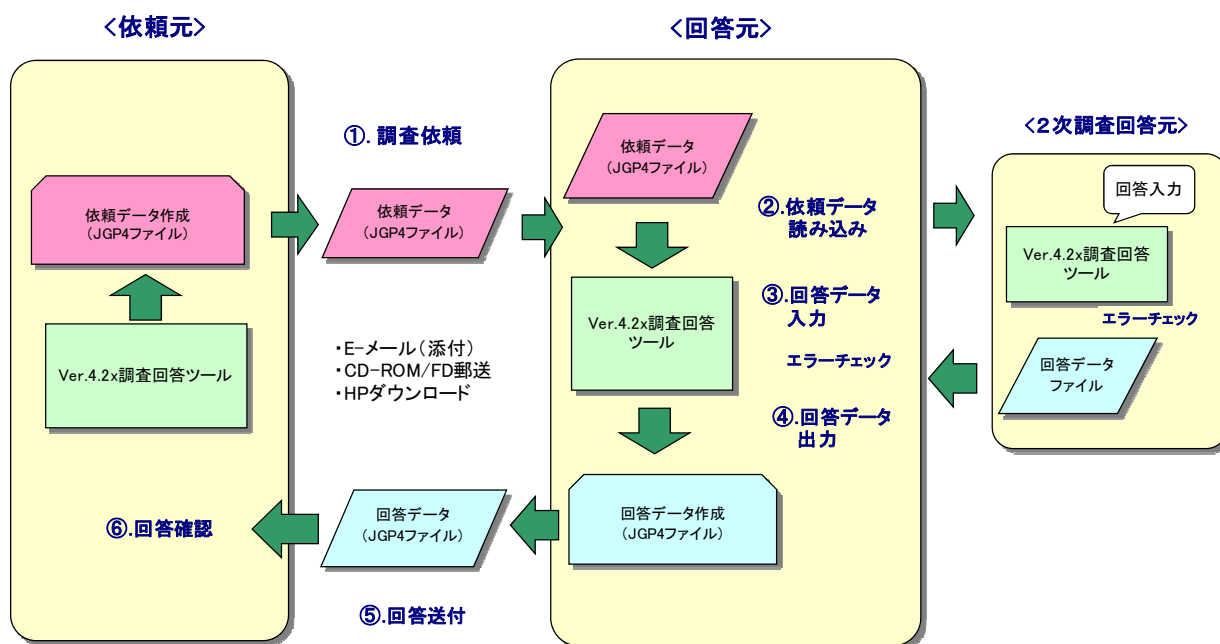 <依頼元>
依頼データ作成
(JGP4ファイル)
Ver.4.2x調査回答ツール
⑥.回答確認
①.調査依頼
依頼データ
(JGP4ファイル)
・E-メール(添付)
・CD-ROM/FD郵送
・HPダウンロード
回答データ
(JGP4ファイル)
⑤.回答送付
<回答元>
依頼データ
(JGP4ファイル)
②.依頼データ
読み込み
Ver.4.2x調査回答
ツール
③.回答データ
入力
エラーチェック
④.回答データ
出力
回答データ作成
(JGP4ファイル)
<2次調査回答元>
回答入力
Ver.4.2x調査回答
ツール
エラーチェック
回答データ
ファイル